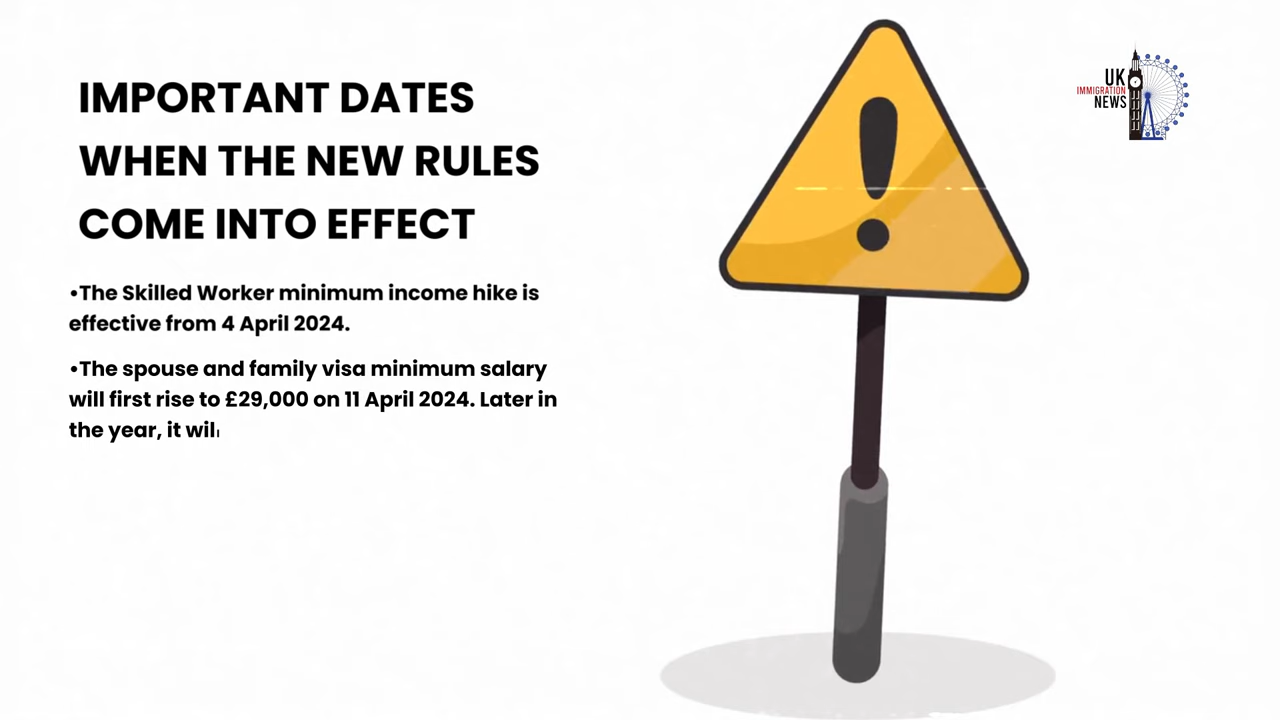 IMPORTANT DATES
WHEN THE NEW RULES
COME INTO EFFECT
•The Skilled Worker minimum income hike is
effective from 4 April 2024.
•The spouse and family visa minimum salary
will first rise to £29,000 on 11 April 2024. Later in
the year, it wil
UK
IMMIGRATION
NEWS